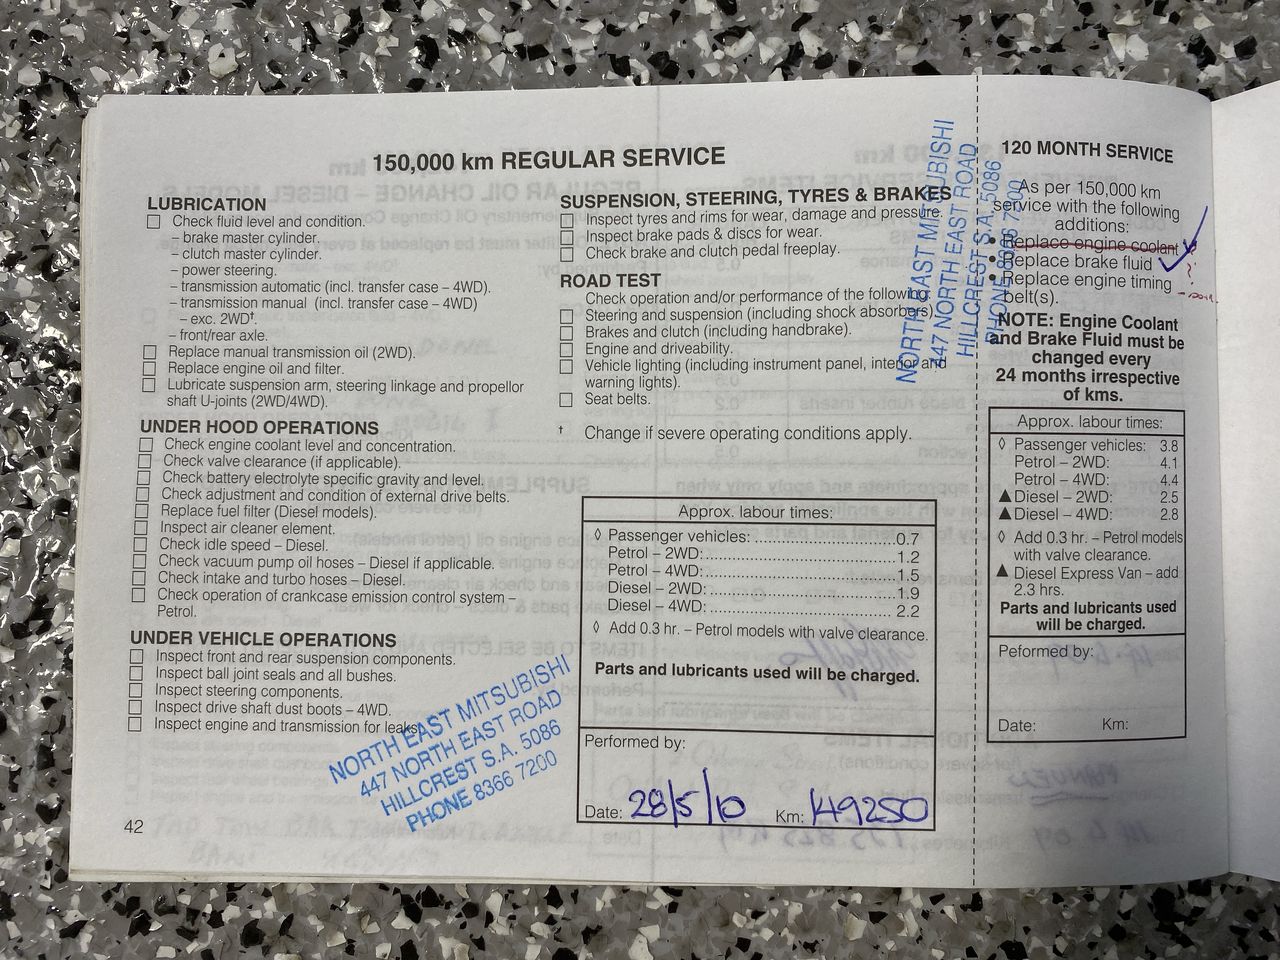 150,000 km REGULAR SERVICE
LUBRICATION
Check fluid level and condition.
– brake master cylinder.
– clutch master cylinder.
– power steering.
– transmission automatic (incl. transfer case – 4WD).
– transmission manual (incl. transfer case – 4WD)
– exc. 2WD†.
– front/rear axle.
Replace manual transmission oil (2WD).
Replace engine oil and filter.
Lubricate suspension arm, steering linkage and propellor
shaft U-joints (2WD/4WD).
UNDER HOOD OPERATIONS
Check engine coolant level and concentration.
Check valve clearance (if applicable).
Check battery electrolyte specific gravity and level.
Check adjustment and condition of external drive belts.
Replace fuel filter (Diesel models).
Inspect air cleaner element.
Check idle speed – Diesel.
Check vacuum pump oil hoses – Diesel if applicable.
Check intake and turbo hoses – Diesel.
Check operation of crankcase emission control system –
Petrol.
UNDER VEHICLE OPERATIONS
Inspect front and rear suspension components.
Inspect ball joint seals and all bushes.
Inspect steering components.
Inspect drive shaft dust boots – 4WD.
Inspect engine and transmission for leaks.
NORTH EAST MITSUBISHI
447 NORTH EAST ROAD
HILLCREST S.A. 5086
PHONE 8366 7200
42
SUSPENSION, STEERING, TYRES & BRAKES
Inspect tyres and rims for wear, damage and pressure.
Inspect brake pads & discs for wear.
Check brake and clutch pedal freeplay.
ROAD TEST
Check operation and/or performance of the following:
Steering and suspension (including shock absorbers).
Brakes and clutch (including handbrake).
Engine and driveability.
Vehicle lighting (including instrument panel, interior and
warning lights).
Seat belts.
† Change if severe operating conditions apply.
Approx. labour times:
◊ Passenger vehicles:..............................0.7
Petrol – 2WD:........................................1.2
Petrol – 4WD:........................................1.5
Diesel – 2WD:.......................................1.9
Diesel – 4WD:.......................................2.2
◊ Add 0.3 hr. – Petrol models with valve clearance.
Parts and lubricants used will be charged.
Performed by:
Date: 28/5/10 Km: 149250
NORTH EAST MITSUBISHI
447 NORTH EAST ROAD
HILLCREST S.A. 5086
PHONE 8366 7200
120 MONTH SERVICE
As per 150,000 km
service with the following
additions:
• Replace engine coolant
• Replace brake fluid
• Replace engine timing ?
belt(s).
NOTE: Engine Coolant
and Brake Fluid must be
changed every
24 months irrespective
of kms.
Approx. labour times:
◊ Passenger vehicles: 3.8
Petrol – 2WD: 4.1
Petrol – 4WD: 4.4
▲ Diesel – 2WD: 2.5
▲ Diesel – 4WD: 2.8
◊ Add 0.3 hr. – Petrol models
with valve clearance.
▲ Diesel Express Van – add
2.3 hrs.
Parts and lubricants used
will be charged.
Peformed by:
Date: Km: